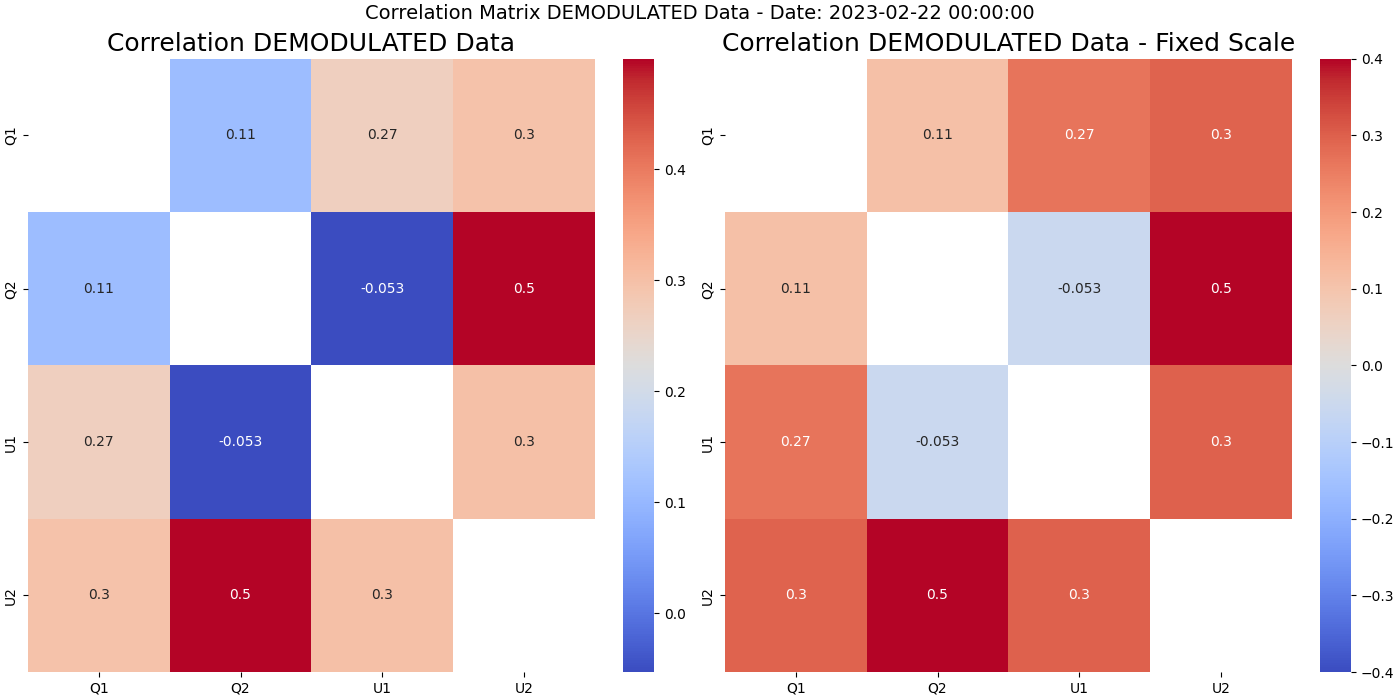 Correlation Matrix DEMODULATED Data - Date: 2023-02-22 00:00:00
Correlation DEMODULATED Data
Q1
0.11
0.27
0.3
Q2
0.11
-0.053
0.5
U1
0.27
-0.053
0.3
U2
0.3
0.5
0.3
Q1
Q2
U1
U2
0.4
0.3
0.2
0.1
0.0
Correlation DEMODULATED Data - Fixed Scale
Q1
0.11
0.27
0.3
Q2
0.11
-0.053
0.5
U1
0.27
-0.053
0.3
U2
0.3
0.5
0.3
Q1
Q2
U1
U2
0.4
0.3
0.2
0.1
0.0
−0.1
−0.2
−0.3
−0.4